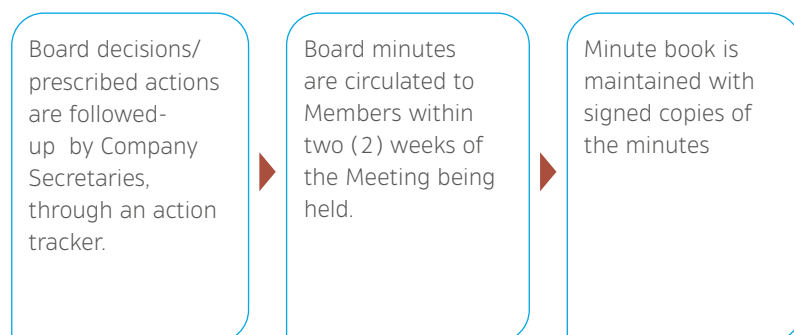 Board decisions/
prescribed actions
are followed-
up by Company
Secretaries,
through an action
tracker.
Board minutes
are circulated to
Members within
two (2) weeks of
the Meeting being
held.
Minute book is
maintained with
signed copies of
the minutes